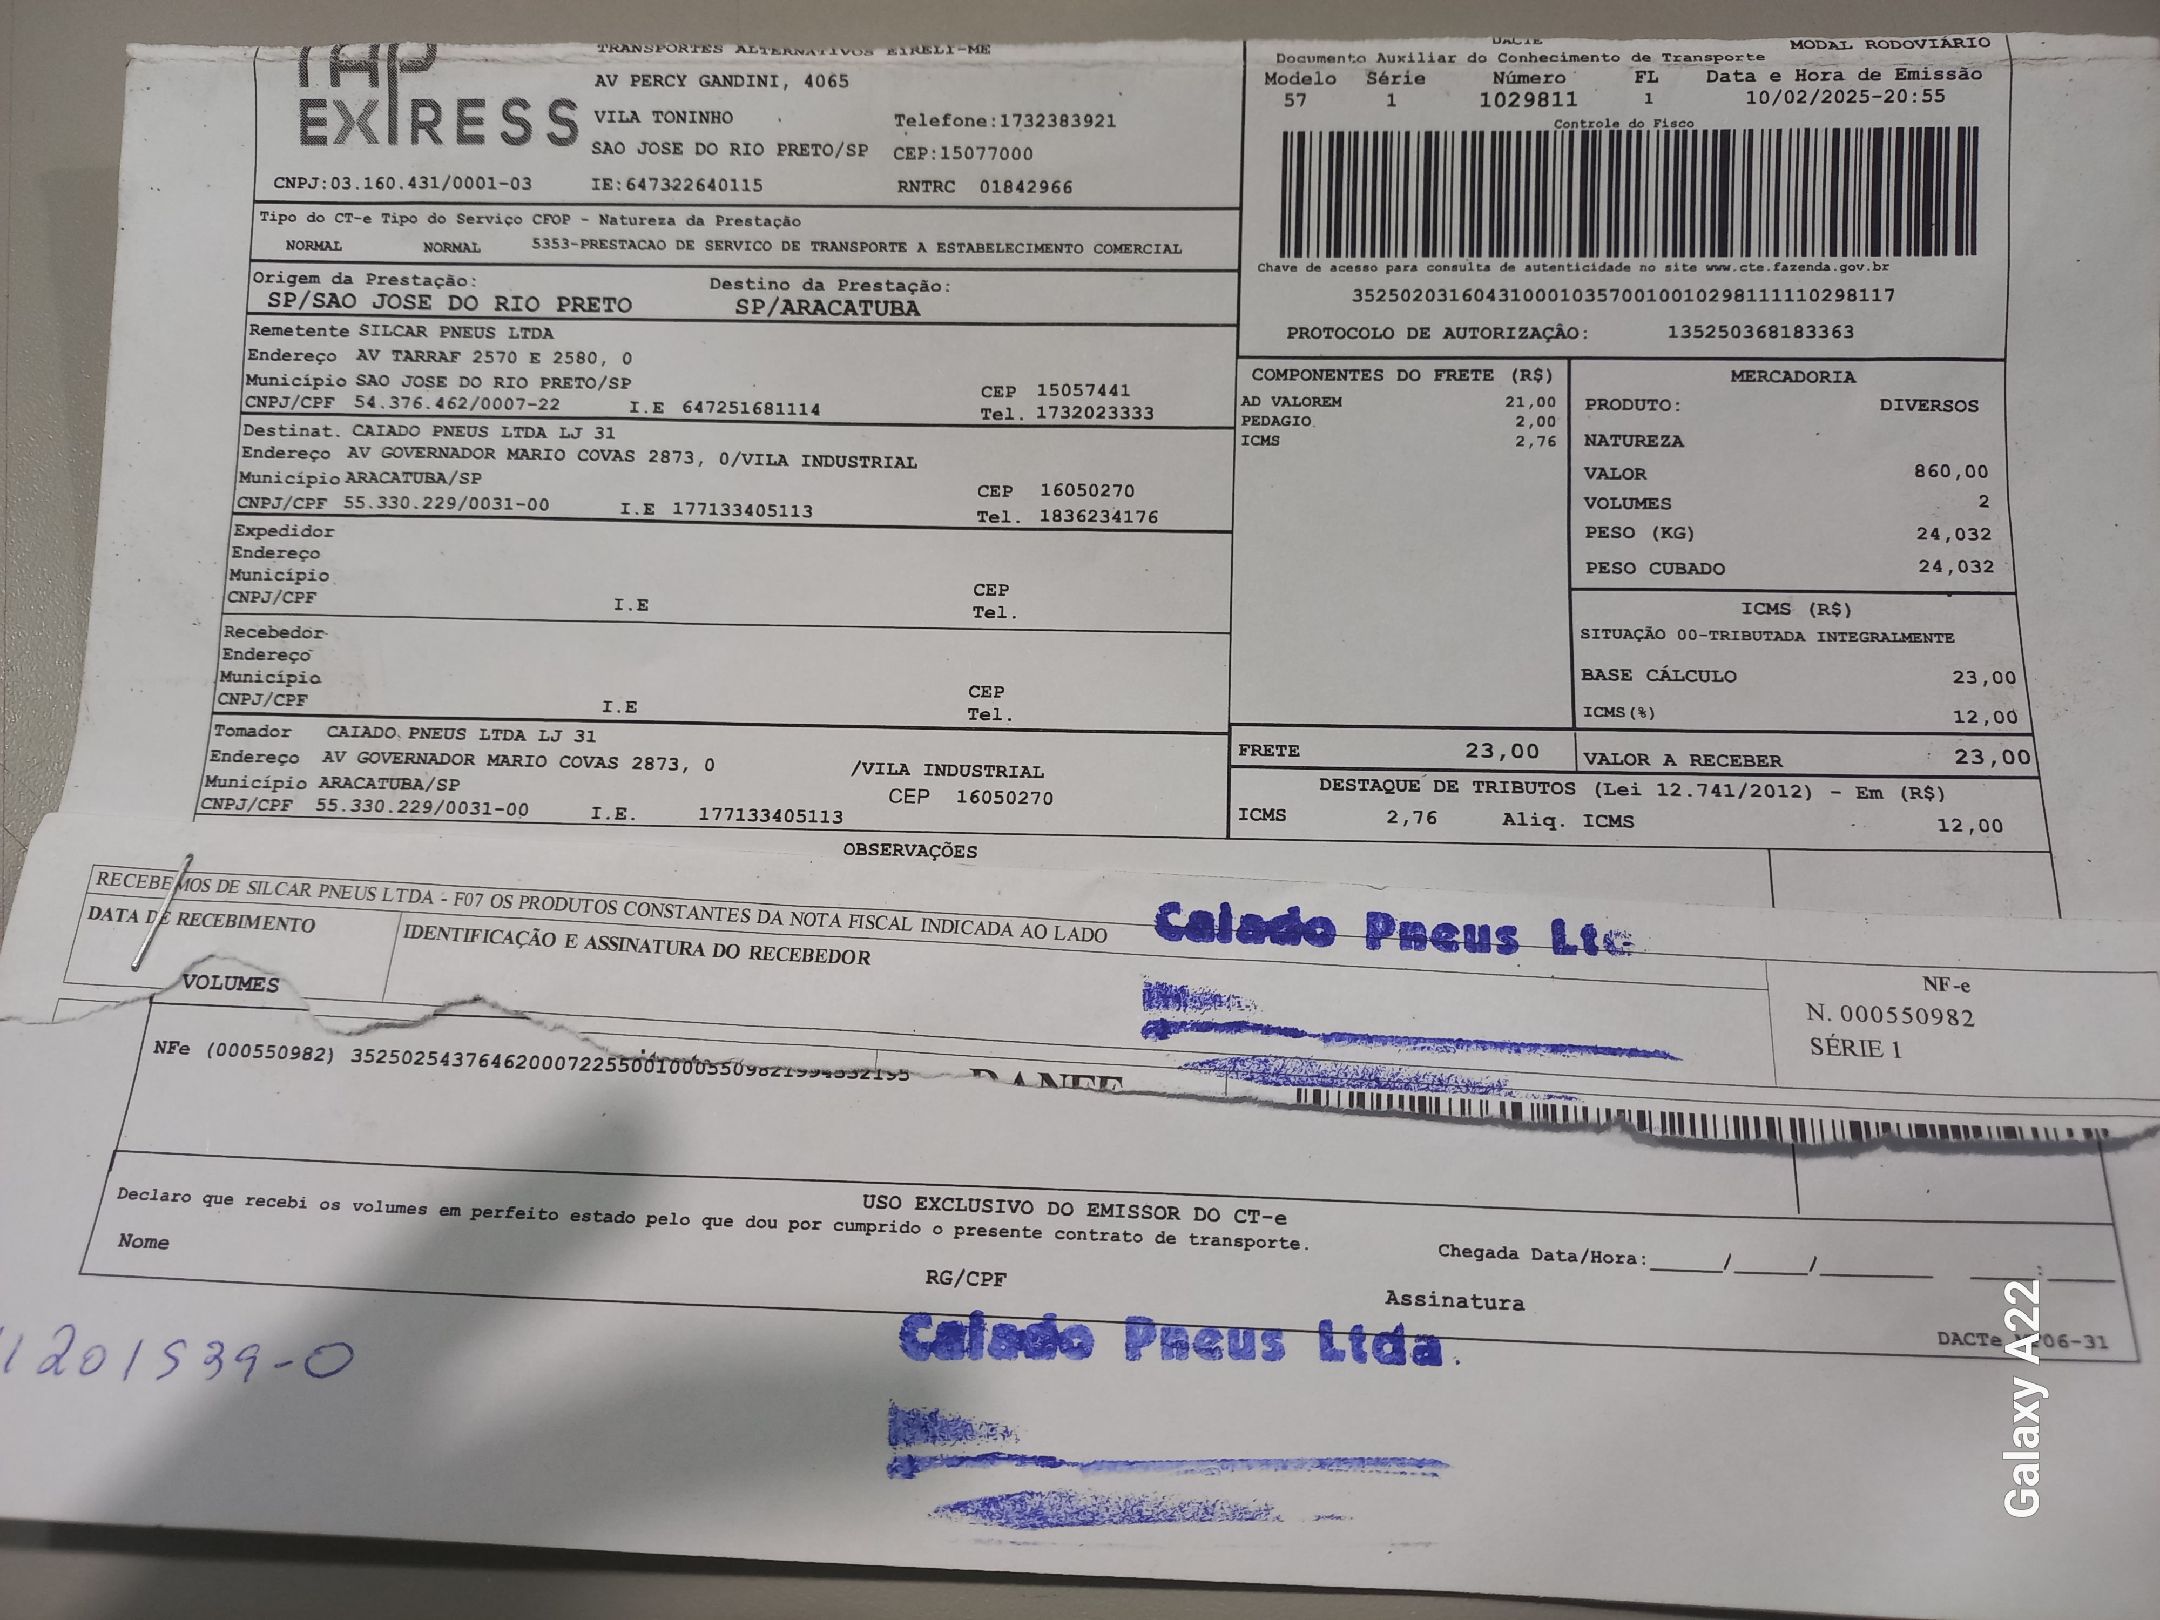 TAP
EXPRESS
TRANSPORTES ALTERNATIVOS EIRELI-ME
AV PERCY GANDINI, 4065
VILA TONINHO Telefone:1732383921
SAO JOSE DO RIO PRETO/SP CEP:15077000
CNPJ:03.160.431/0001-03 IE:647322640115 RNTRC 01842966
DACTE MODAL RODOVIÁRIO
Documento Auxiliar do Conhecimento de Transporte
Modelo Série Número FL Data e Hora de Emissão
57 1 1029811 1 10/02/2025-20:55
Controle do Fisco
Chave de acesso para consulta de autenticidade no site www.cte.fazenda.gov.br
35250203160431000103570010010298111110298117
PROTOCOLO DE AUTORIZAÇÂO: 135250368183363
Tipo do CT-e Tipo do Serviço CFOP - Natureza da Prestação
NORMAL NORMAL 5353-PRESTACAO DE SERVICO DE TRANSPORTE A ESTABELECIMENTO COMERCIAL
Origem da Prestação: Destino da Prestação:
SP/SAO JOSE DO RIO PRETO SP/ARACATUBA
Remetente SILCAR PNEUS LTDA
Endereço AV TARRAF 2570 E 2580, 0
Município SAO JOSE DO RIO PRETO/SP CEP 15057441
CNPJ/CPF 54.376.462/0007-22 I.E 647251681114 Tel. 1732023333
Destinat. CAIADO PNEUS LTDA LJ 31
Endereço AV GOVERNADOR MARIO COVAS 2873, 0/VILA INDUSTRIAL
Município ARACATUBA/SP CEP 16050270
CNPJ/CPF 55.330.229/0031-00 I.E 177133405113 Tel. 1836234176
Expedidor
Endereço
Município CEP
CNPJ/CPF I.E Tel.
Recebedor
Endereço
Município CEP
CNPJ/CPF I.E Tel.
Tomador CAIADO PNEUS LTDA LJ 31
Endereço AV GOVERNADOR MARIO COVAS 2873, 0 /VILA INDUSTRIAL
Município ARACATUBA/SP CEP 16050270
CNPJ/CPF 55.330.229/0031-00 I.E. 177133405113
COMPONENTES DO FRETE (R$)
AD VALOREM 21,00
PEDAGIO 2,00
ICMS 2,76
MERCADORIA
PRODUTO: DIVERSOS
NATUREZA
VALOR 860,00
VOLUMES 2
PESO (KG) 24,032
PESO CUBADO 24,032
ICMS (R$)
SITUAÇÃO 00-TRIBUTADA INTEGRALMENTE
BASE CÁLCULO 23,00
ICMS(%) 12,00
FRETE 23,00 VALOR A RECEBER 23,00
DESTAQUE DE TRIBUTOS (Lei 12.741/2012) - Em (R$)
ICMS 2,76 Aliq. ICMS 12,00
OBSERVAÇÕES
RECEBEMOS DE SILCAR PNEUS LTDA - F07 OS PRODUTOS CONSTANTES DA NOTA FISCAL INDICADA AO LADO
DATA DE RECEBIMENTO IDENTIFICAÇÃO E ASSINATURA DO RECEBEDOR
Caiado Pneus Ltd
NF-e
N. 000550982
SÉRIE 1
VOLUMES
NFe (000550982) 35250254376462000722550010005509821994532195
DANFE
USO EXCLUSIVO DO EMISSOR DO CT-e
Declaro que recebi os volumes em perfeito estado pelo que dou por cumprido o presente contrato de transporte.
Nome RG/CPF Assinatura Chegada Data/Hora:_____/_____/________ ____:_____
Caiado Pneus Ltda.
DACTe 06-31
1201539-0
Galaxy A22